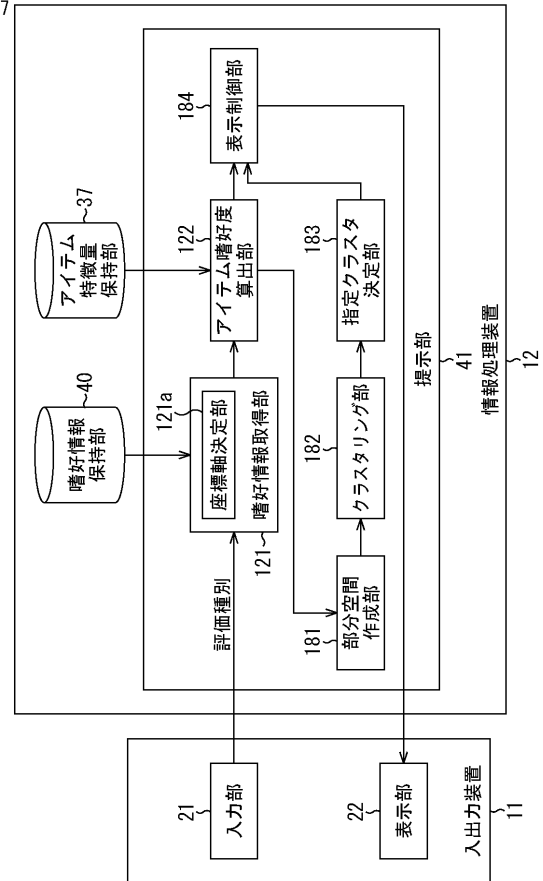 7
アイテム
特徴量
保持部
37
嗜好情報
保持部
40
184
表示制御部
122
アイテム嗜好度
算出部
183
指定クラスタ
決定部
121a
座標軸決定部
嗜好情報取得部
121
182
クラスタリング部
181
部分空間
作成部
評価種別
提示部
41
情報処理装置
12
21
入力部
22
表示部
入出力装置
11